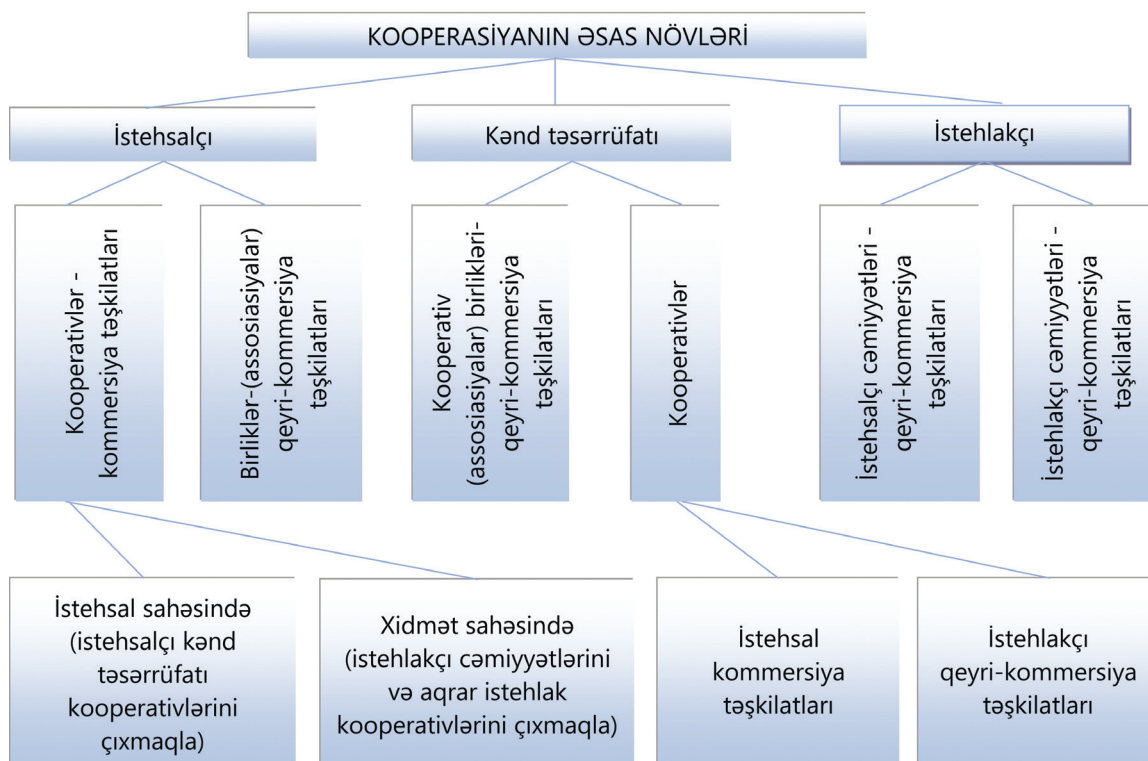 KOOPERASİYANIN ƏSAS NÖVLƏRİ
İstehsalçı
Kənd təsərrüfatı
İstehlakçı
Kooperativlər -
kommersiya təşkilatları
Birliklər-(assosiasiyalar)
qeyri-kommersiya
təşkilatları
Kooperativ
(assosiasiyalar) birlikləri-
qeyri-kommersiya
təşkilatları
Kooperativlər
İstehsalçı cəmiyyətləri -
qeyri-kommersiya
təşkilatları
İstehlakçı cəmiyyətləri -
qeyri-kommersiya
təşkilatları
İstehsal sahəsində
(istehsalçı kənd
təsərrüfatı
kooperativlərini
çıxmaqla)
Xidmət sahəsində
(istehlakçı cəmiyyətlərini
və aqrar istehlak
kooperativlərini çıxmaqla)
İstehsal
kommersiya
təşkilatları
İstehlakçı
qeyri-kommersiya
təşkilatları